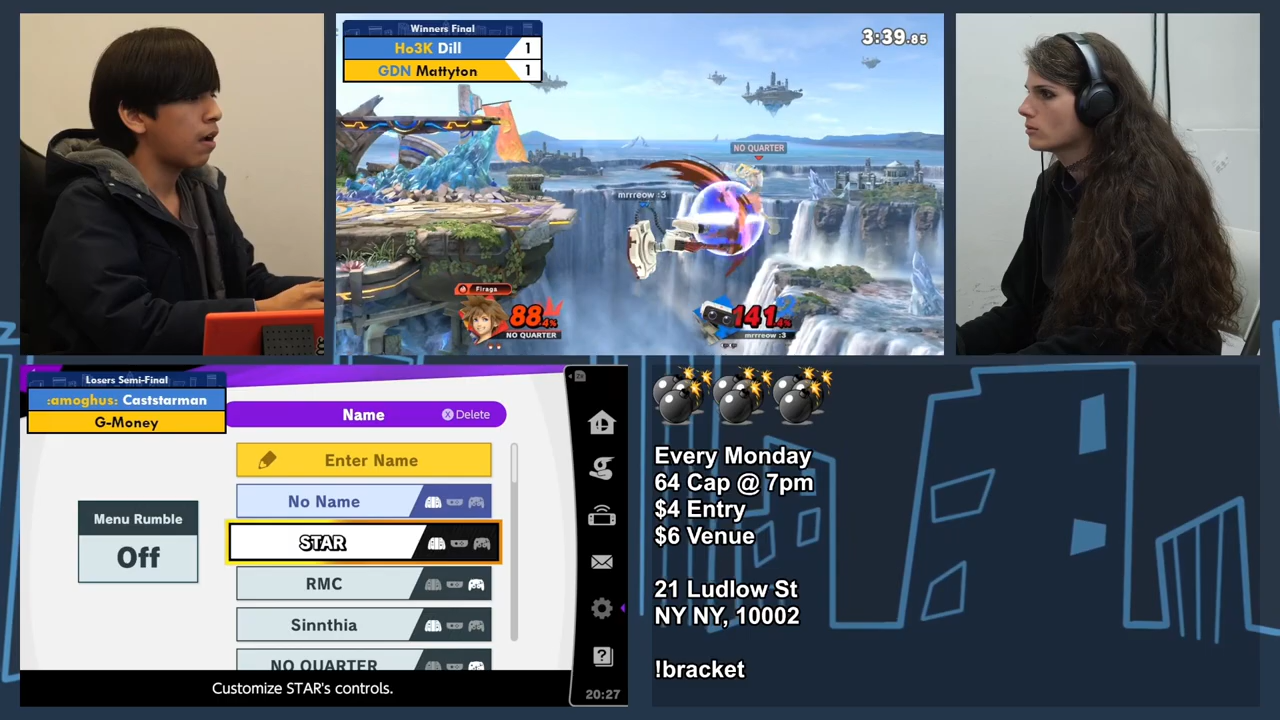 Winners Final
Ho3K Dill 1
GDN Mattyton 1
3:39.85
NO QUARTER
mrrreow :3
Firaga
88.4%
NO QUARTER
141.4%
mrrreow :3
Losers Semi-Final
:amoghus: Caststarman
G-Money
Name
X Delete
Enter Name
No Name
Menu Rumble
Off
STAR
RMC
Sinnthia
NO QUARTER
Customize STAR's controls.
20:27
Every Monday
64 Cap @ 7pm
$4 Entry
$6 Venue
21 Ludlow St
NY NY, 10002
!bracket